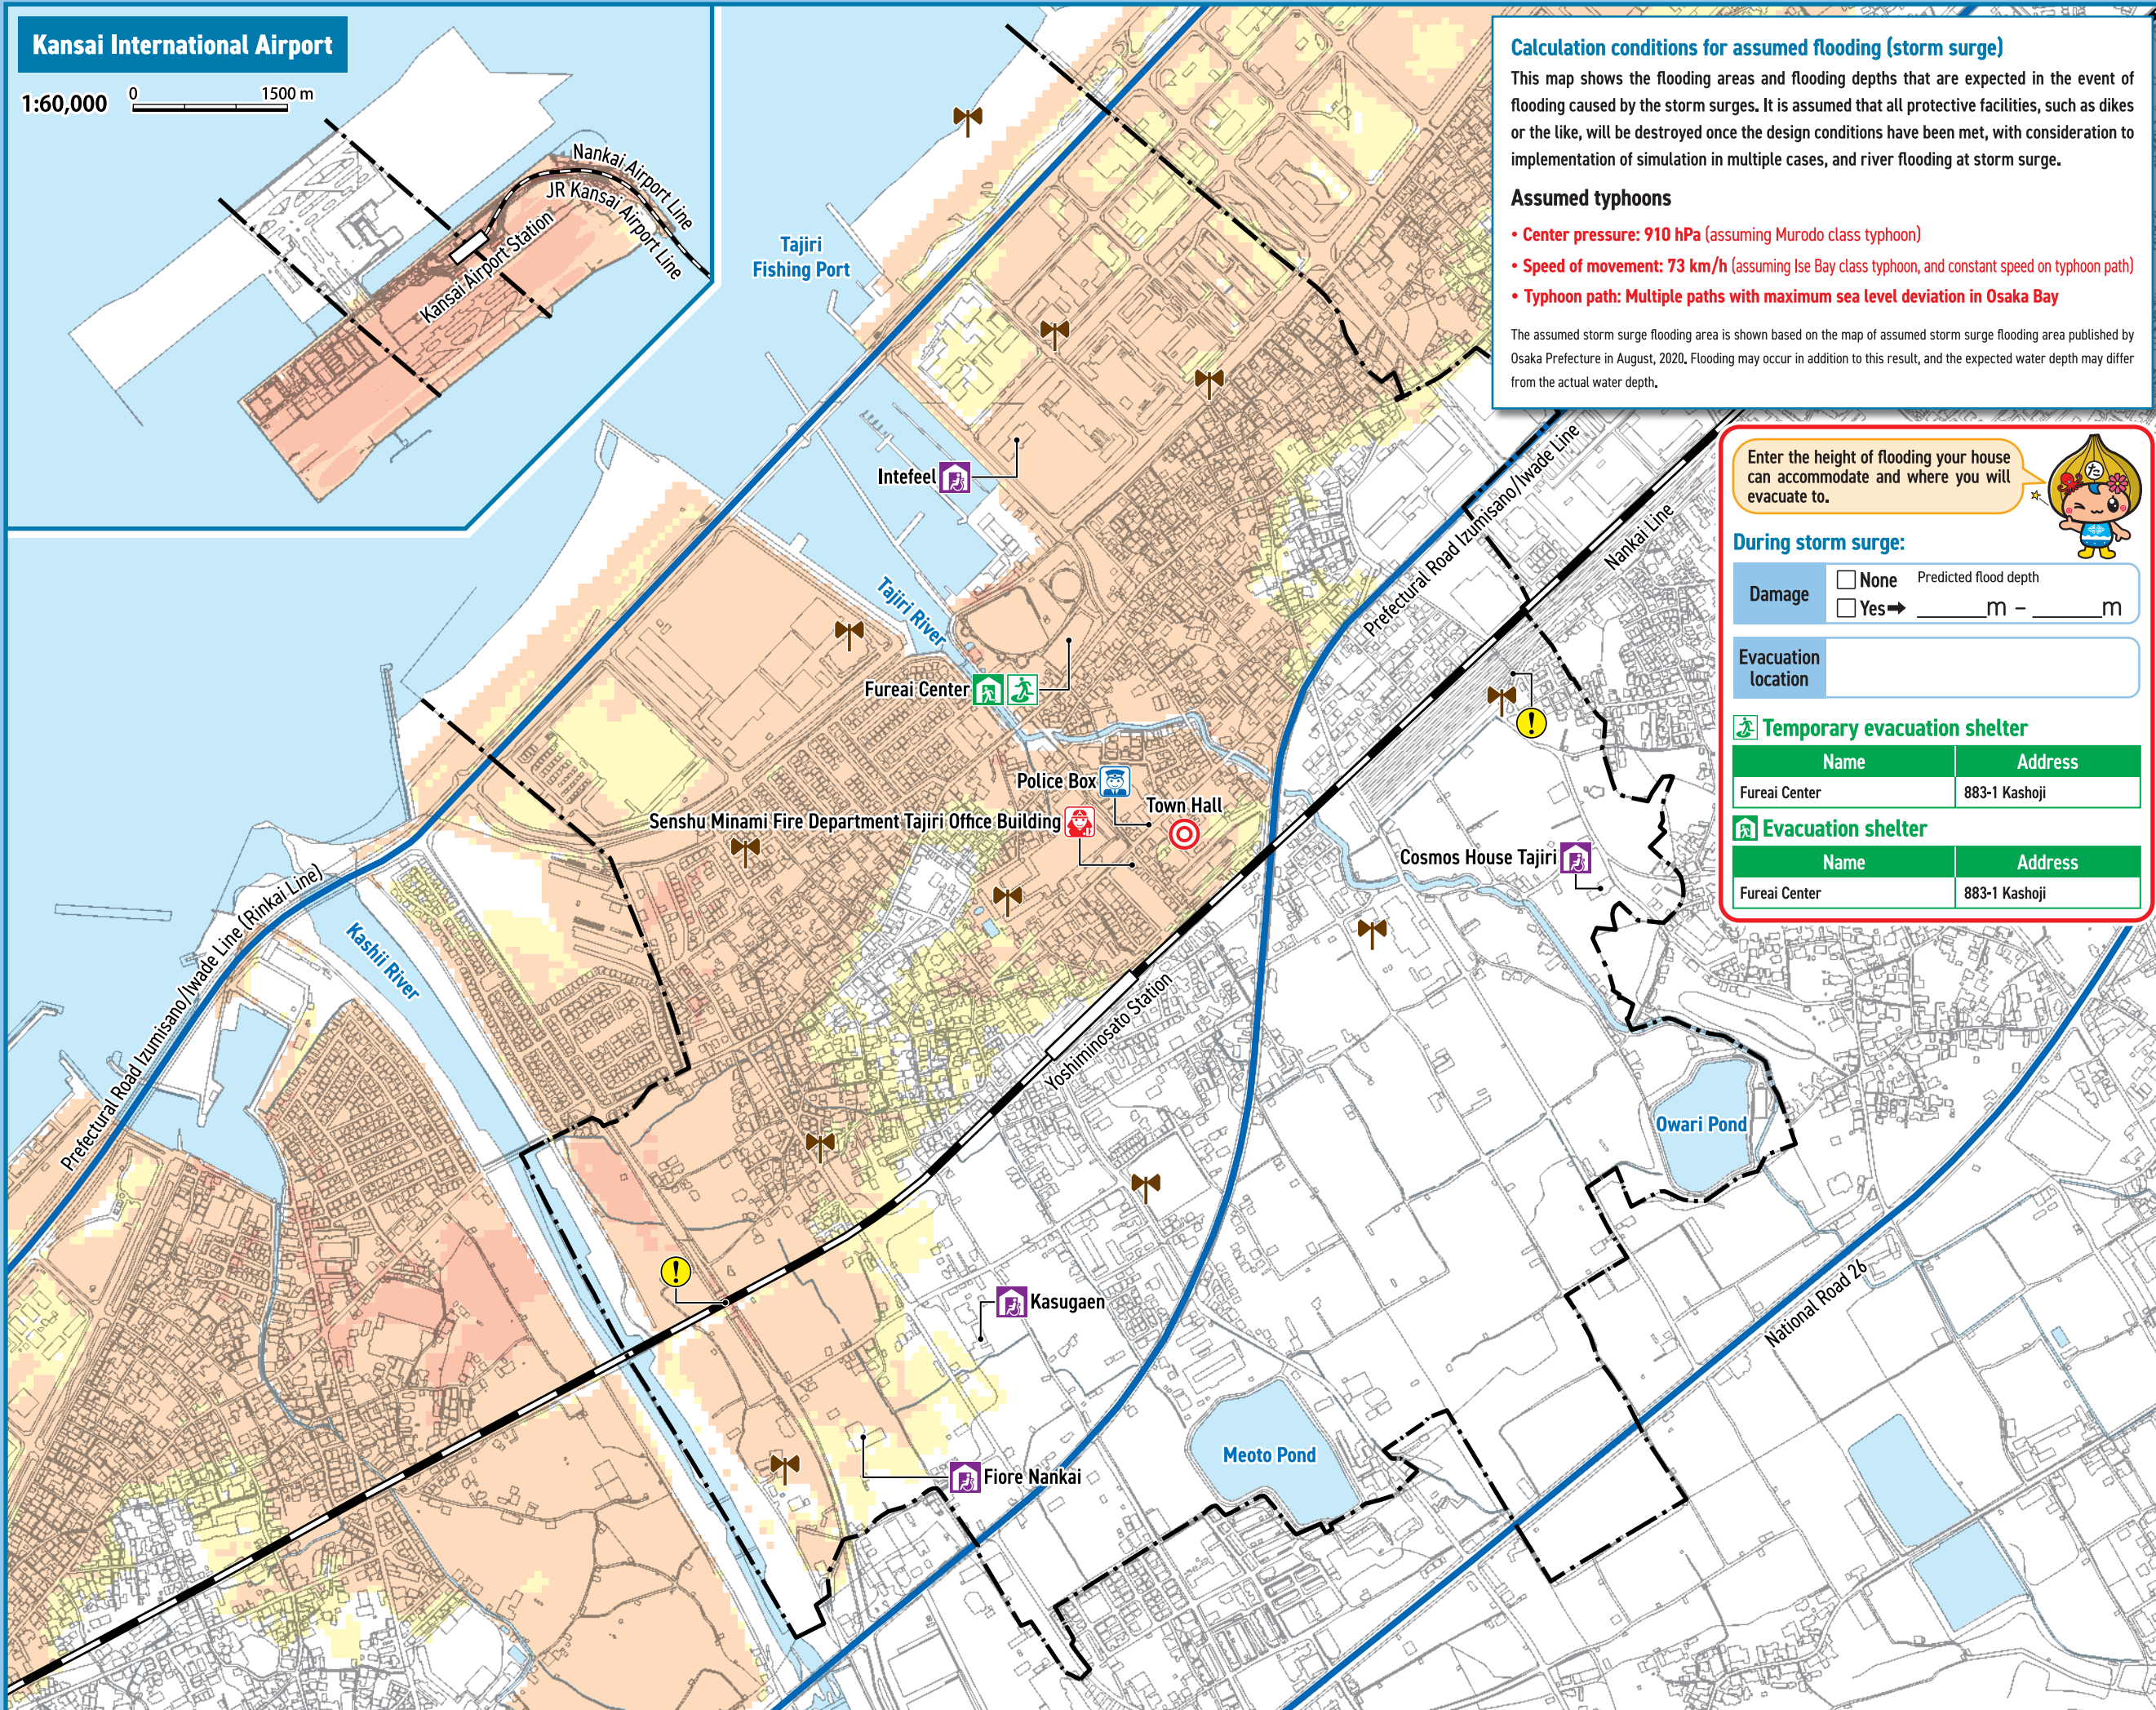 Kansai International Airport
1:60,000
0 1500 m
Nankai Airport Line
JR Kansai Airport Line
Kansai Airport Station
Calculation conditions for assumed flooding (storm surge)
This map shows the flooding areas and flooding depths that are expected in the event of
flooding caused by the storm surges. It is assumed that all protective facilities, such as dikes
or the like, will be destroyed once the design conditions have been met, with consideration to
implementation of simulation in multiple cases, and river flooding at storm surge.
Assumed typhoons
• Center pressure: 910 hPa (assuming Murodo class typhoon)
• Speed of movement: 73 km/h (assuming Ise Bay class typhoon, and constant speed on typhoon path)
• Typhoon path: Multiple paths with maximum sea level deviation in Osaka Bay
The assumed storm surge flooding area is shown based on the map of assumed storm surge flooding area published by
Osaka Prefecture in August, 2020. Flooding may occur in addition to this result, and the expected water depth may differ
from the actual water depth.
Tajiri
Fishing Port
Intefeel
Prefectural Road Izumisano/Iwade Line
Nankai Line
Tajiri River
Fureai Center
Police Box
Town Hall
Senshu Minami Fire Department Tajiri Office Building
Cosmos House Tajiri
Prefectural Road Izumisano/Iwade Line (Rinkai Line)
Kashii River
Yoshiminosato Station
Owari Pond
Kasugaen
National Road 26
Meoto Pond
Fiore Nankai
Enter the height of flooding your house
can accommodate and where you will
evacuate to.
た
During storm surge:
Damage
None Predicted flood depth
Yes➡ ______m – ______m
Evacuation
location
Temporary evacuation shelter
Name Address
Fureai Center 883-1 Kashoji
Evacuation shelter
Name Address
Fureai Center 883-1 Kashoji